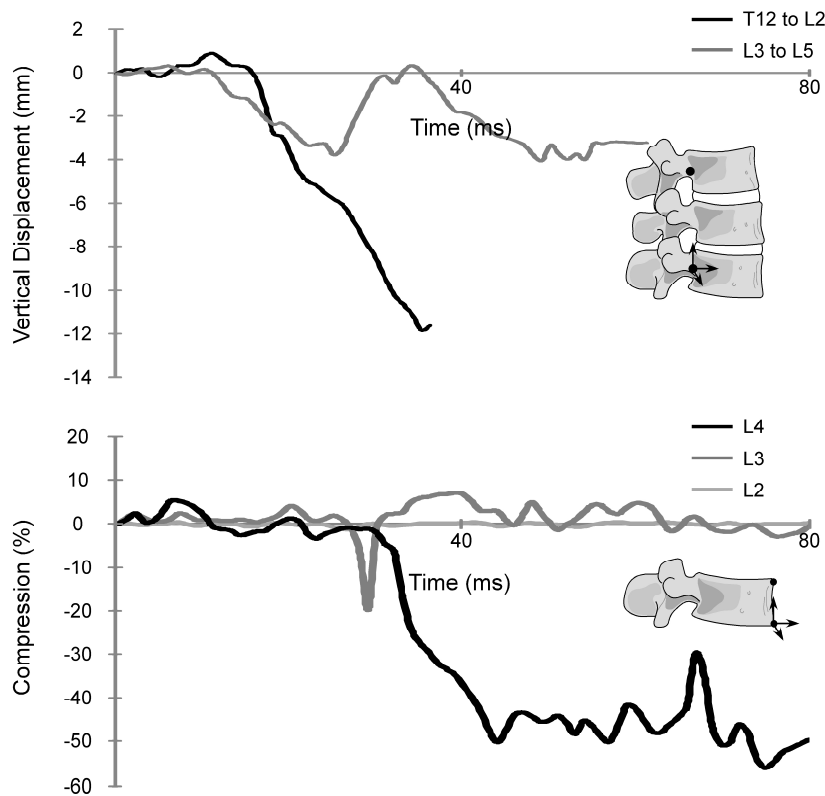 T12 to L2
L3 to L5
Vertical Displacement (mm)
2
0
-2
-4
-6
-8
-10
-12
-14
40
80
Time (ms)
L4
L3
L2
Compression (%)
20
10
0
-10
-20
-30
-40
-50
-60
40
80
Time (ms)